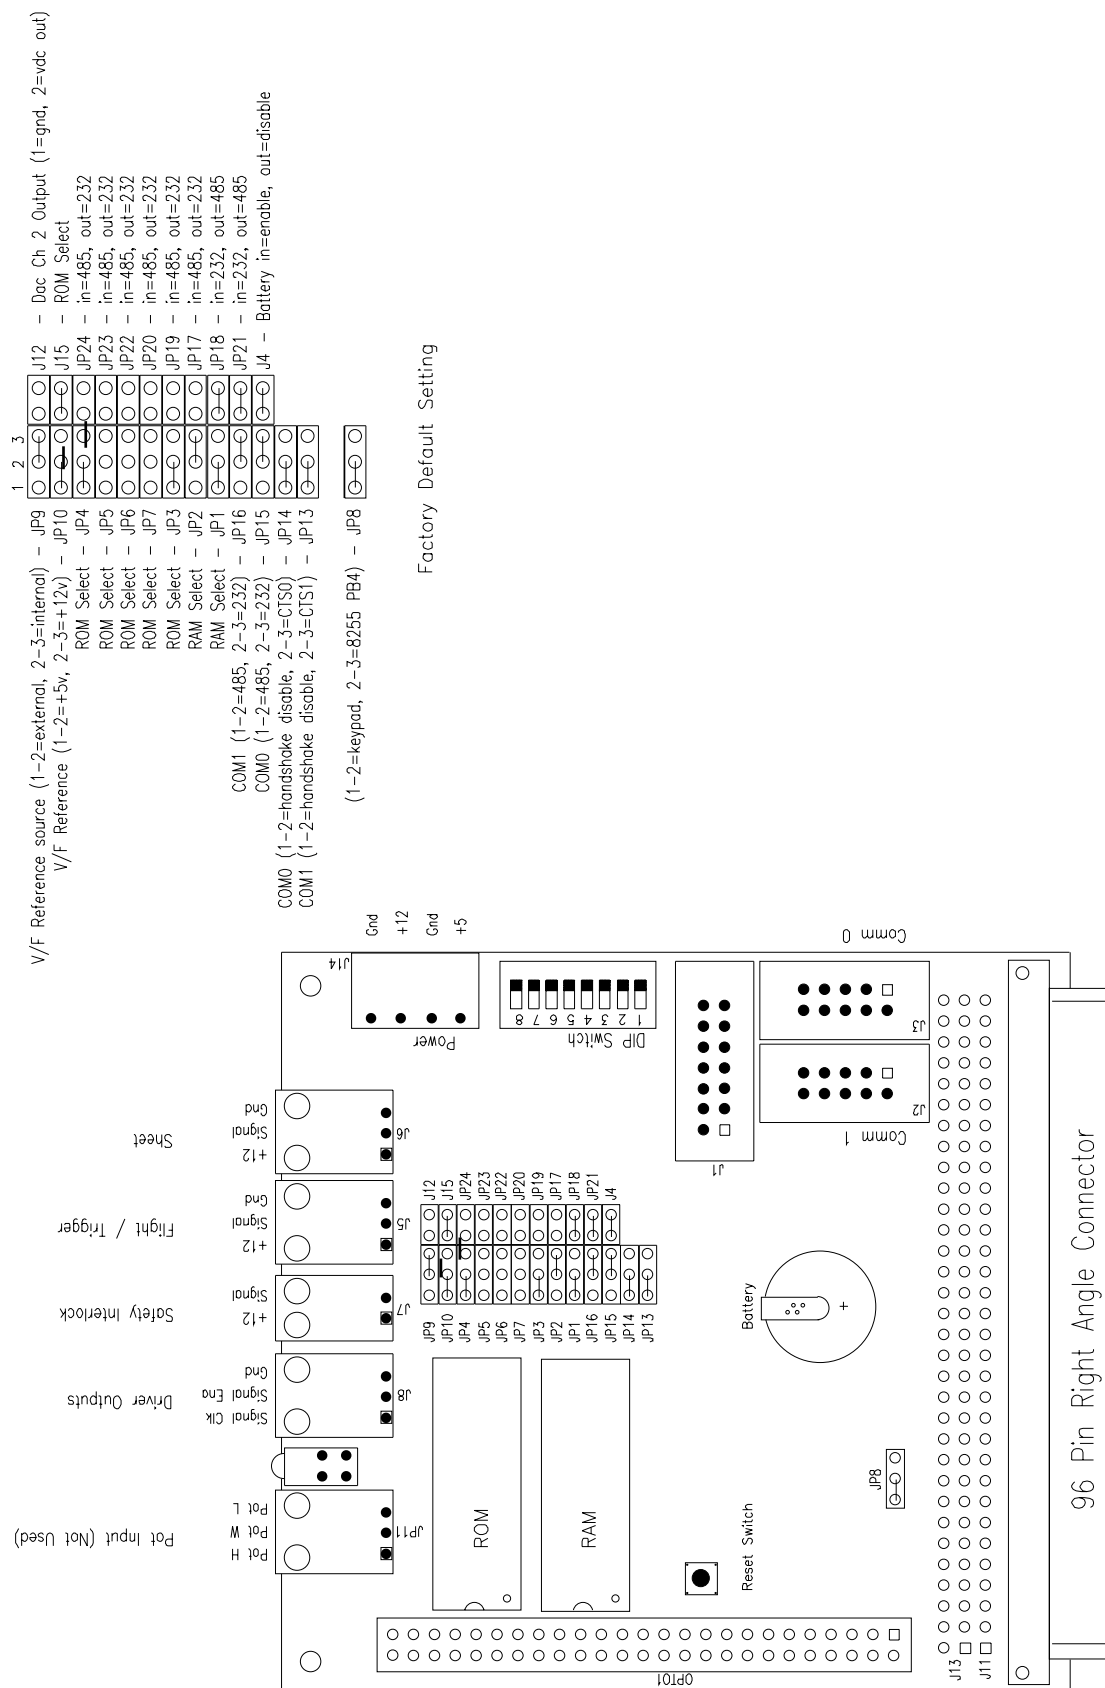 1 2 3
V/F Reference source (1-2=external, 2-3=internal) - JP9
V/F Reference (1-2=+5v, 2-3=+12v) - JP10
ROM Select - JP4
ROM Select - JP5
ROM Select - JP6
ROM Select - JP7
ROM Select - JP3
RAM Select - JP2
RAM Select - JP1
COM1 (1-2=485, 2-3=232) - JP16
COM0 (1-2=485, 2-3=232) - JP15
COM0 (1-2=handshake disable, 2-3=CTS0) - JP14
COM1 (1-2=handshake disable, 2-3=CTS1) - JP13
(1-2=keypad, 2-3=8255 PB4) - JP8
J12 - Dac Ch 2 Output (1=gnd, 2=vdc out)
J15 - ROM Select
JP24 - in=485, out=232
JP23 - in=485, out=232
JP22 - in=485, out=232
JP20 - in=485, out=232
JP19 - in=485, out=232
JP17 - in=485, out=232
JP18 - in=232, out=485
JP21 - in=232, out=485
J4 - Battery in=enable, out=disable
Factory Default Setting
Gnd
+12
Gnd
+5
J14
Power
8
7
6
5
4
3
2
1
DIP Switch
Comm 0
J3
Comm 1
J2
J1
Sheet
Gnd
Signal
+12
J6
Flight / Trigger
Gnd
Signal
+12
J5
Safety Interlock
Signal
+12
J7
Driver Outputs
Gnd
Signal Ena
Signal Clk
J8
Pot Input (Not Used)
Pot L
Pot W
Pot H
JP11
J12
J15
JP24
JP23
JP22
JP20
JP19
JP17
JP18
JP21
J4
JP9
JP10
JP4
JP5
JP6
JP7
JP3
JP2
JP1
JP16
JP15
JP14
JP13
Battery
+
ROM
RAM
Reset Switch
JP8
OPTO1
J13
J11
96 Pin Right Angle Connector